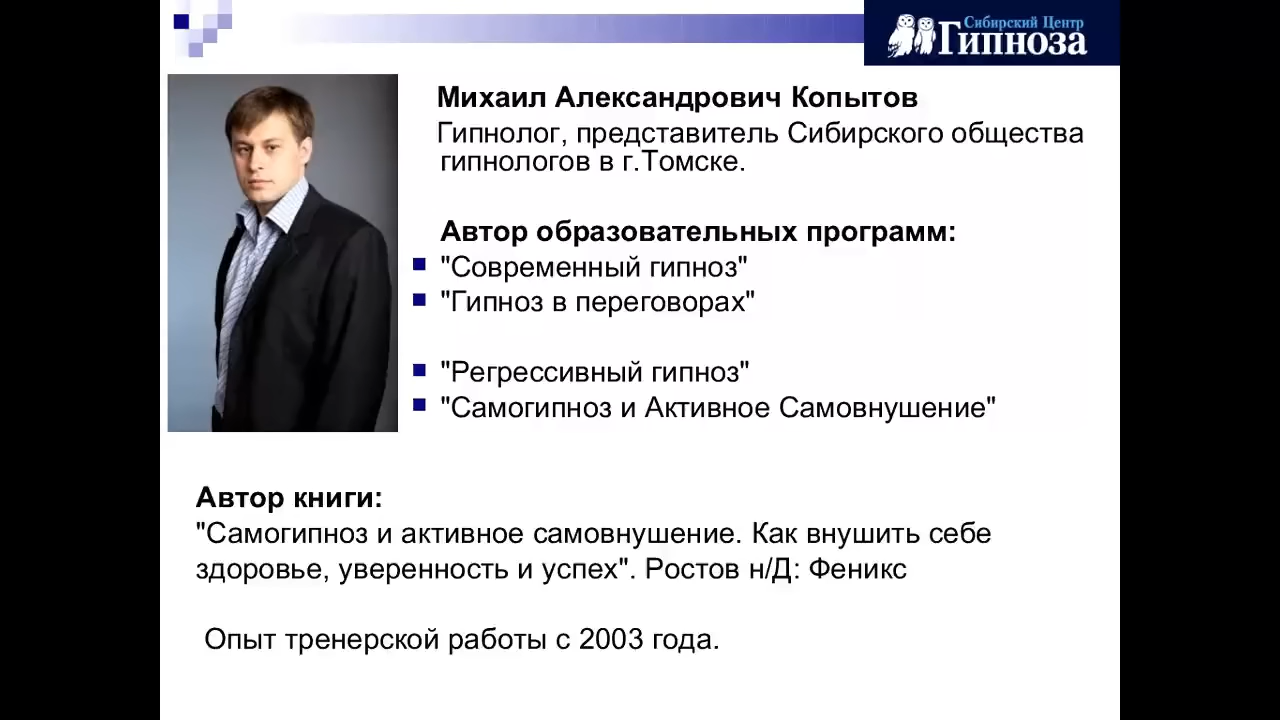 Сибирский Центр
Гипноза
Михаил Александрович Копытов
Гипнолог, представитель Сибирского общества
гипнологов в г.Томске.
Автор образовательных программ:
"Современный гипноз"
"Гипноз в переговорах"
"Регрессивный гипноз"
"Самогипноз и Активное Самовнушение"
Автор книги:
"Самогипноз и активное самовнушение. Как внушить себе
здоровье, уверенность и успех". Ростов н/Д: Феникс
Опыт тренерской работы с 2003 года.